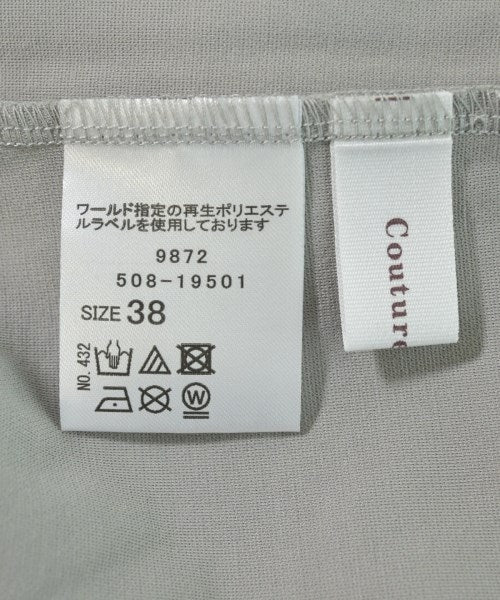 ワールド指定の再生ポリエステ
ルラベルを使用しております
9872
508-19501
SIZE 38
NO.432
W
Couture